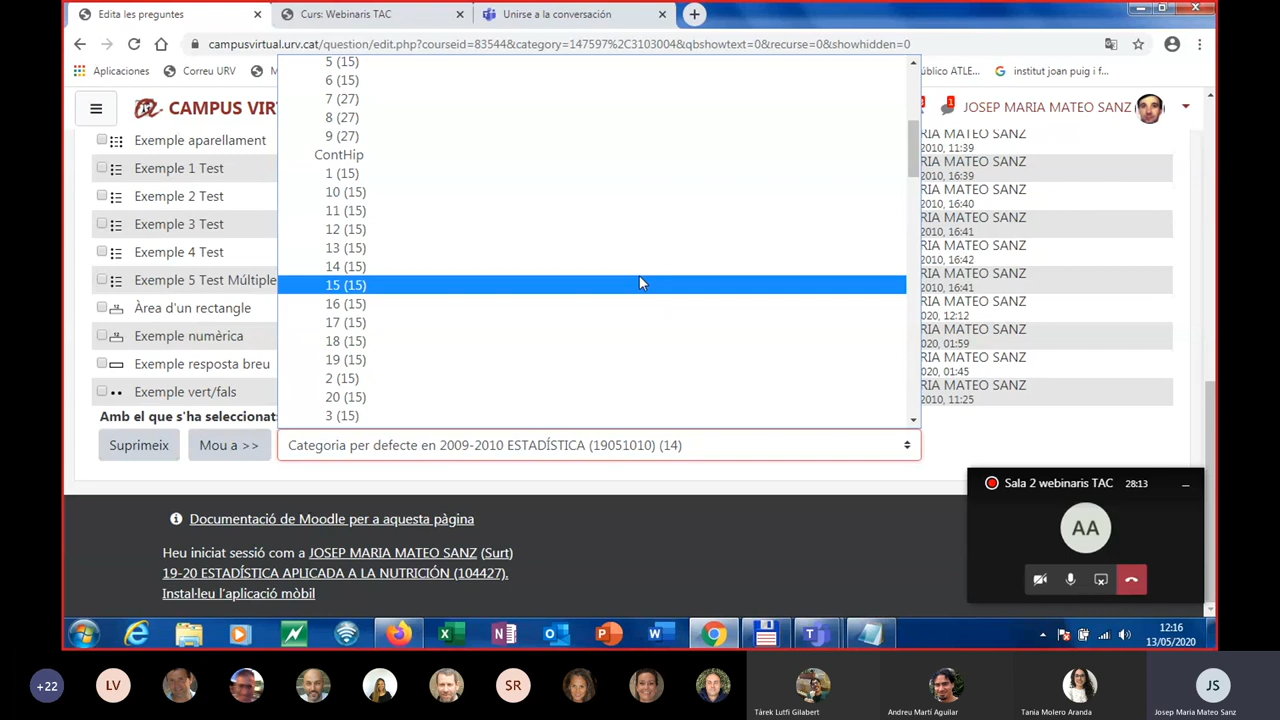 Edita les preguntes
Curs: Webinaris TAC
Unirse a la conversación
campusvirtual.urv.cat/question/edit.php?courseid=83544&category=147597%2C3103004&qbshowtext=0&recurse=0&showhidden=0
Aplicaciones
Correu URV
M
público ATLE...
institut joan puig i f...
CAMPUS VIRT
1
JOSEP MARIA MATEO SANZ
5 (15)
6 (15)
7 (27)
8 (27)
9 (27)
ContHip
1 (15)
10 (15)
11 (15)
12 (15)
13 (15)
14 (15)
15 (15)
16 (15)
17 (15)
18 (15)
19 (15)
2 (15)
20 (15)
3 (15)
Exemple aparellament
Exemple 1 Test
Exemple 2 Test
Exemple 3 Test
Exemple 4 Test
Exemple 5 Test Múltiple
Àrea d'un rectangle
Exemple numèrica
Exemple resposta breu
Exemple vert/fals
RIA MATEO SANZ
2010, 11:39
RIA MATEO SANZ
2010, 16:39
RIA MATEO SANZ
2010, 16:40
RIA MATEO SANZ
2010, 16:41
RIA MATEO SANZ
2010, 16:42
RIA MATEO SANZ
2010, 16:41
RIA MATEO SANZ
020, 12:12
RIA MATEO SANZ
020, 01:59
RIA MATEO SANZ
020, 01:45
RIA MATEO SANZ
2010, 11:25
Amb el que s'ha seleccionat:
Suprimeix
Mou a >>
Categoria per defecte en 2009-2010 ESTADÍSTICA (19051010) (14)
Documentació de Moodle per a aquesta pàgina
Heu iniciat sessió com a JOSEP MARIA MATEO SANZ (Surt)
19-20 ESTADÍSTICA APLICADA A LA NUTRICIÓN (104427).
Instal·leu l'aplicació mòbil
Sala 2 webinaris TAC
28:13
AA
12:16
13/05/2020
+22
LV
SR
JS
Tàrek Lutfi Gilabert
Andreu Martí Aguilar
Tania Molero Aranda
Josep Maria Mateo Sanz